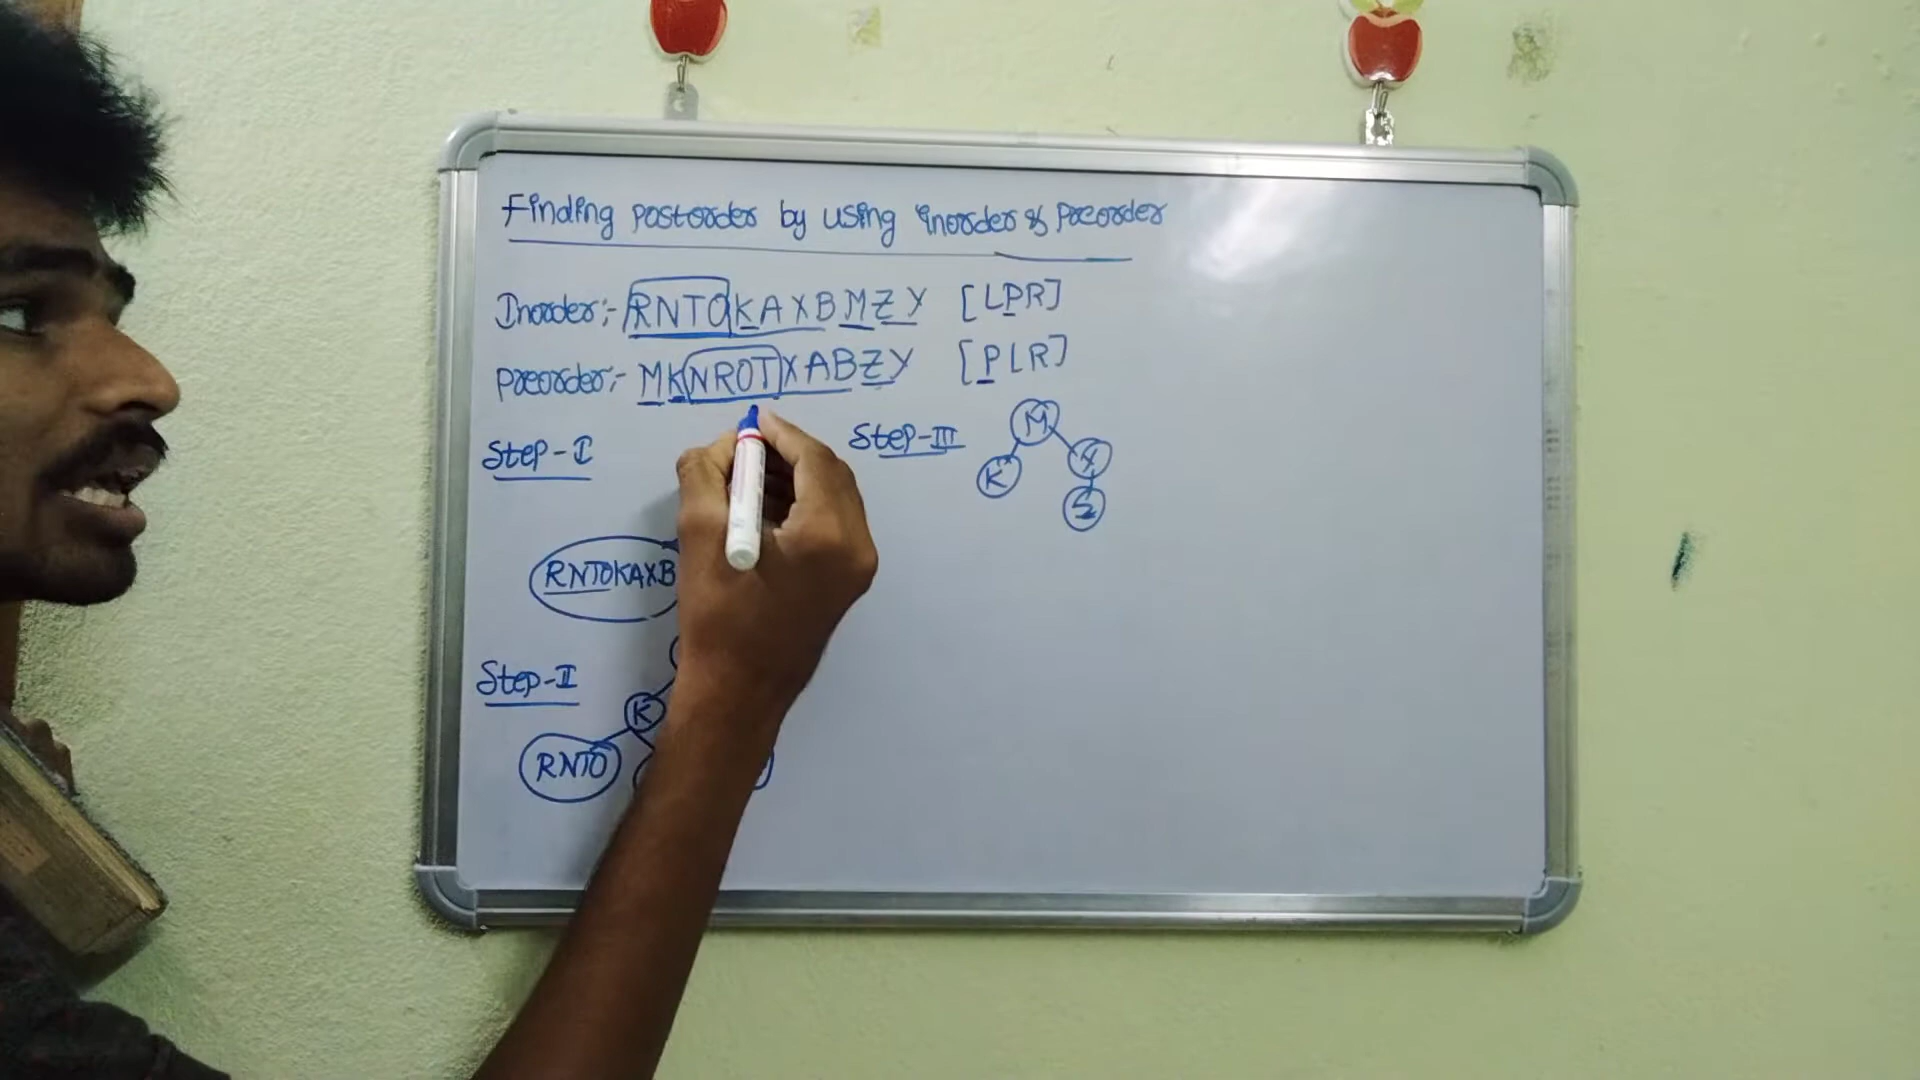 Finding postorder by using inorder & preorder
Inorder:- RNTOKAXBMZY [LPR]
preorder:- MKNROTXABZY [PLR]
Step-I
RNTOKAXB
Step-II
K
RNTO
Step-III
M
K